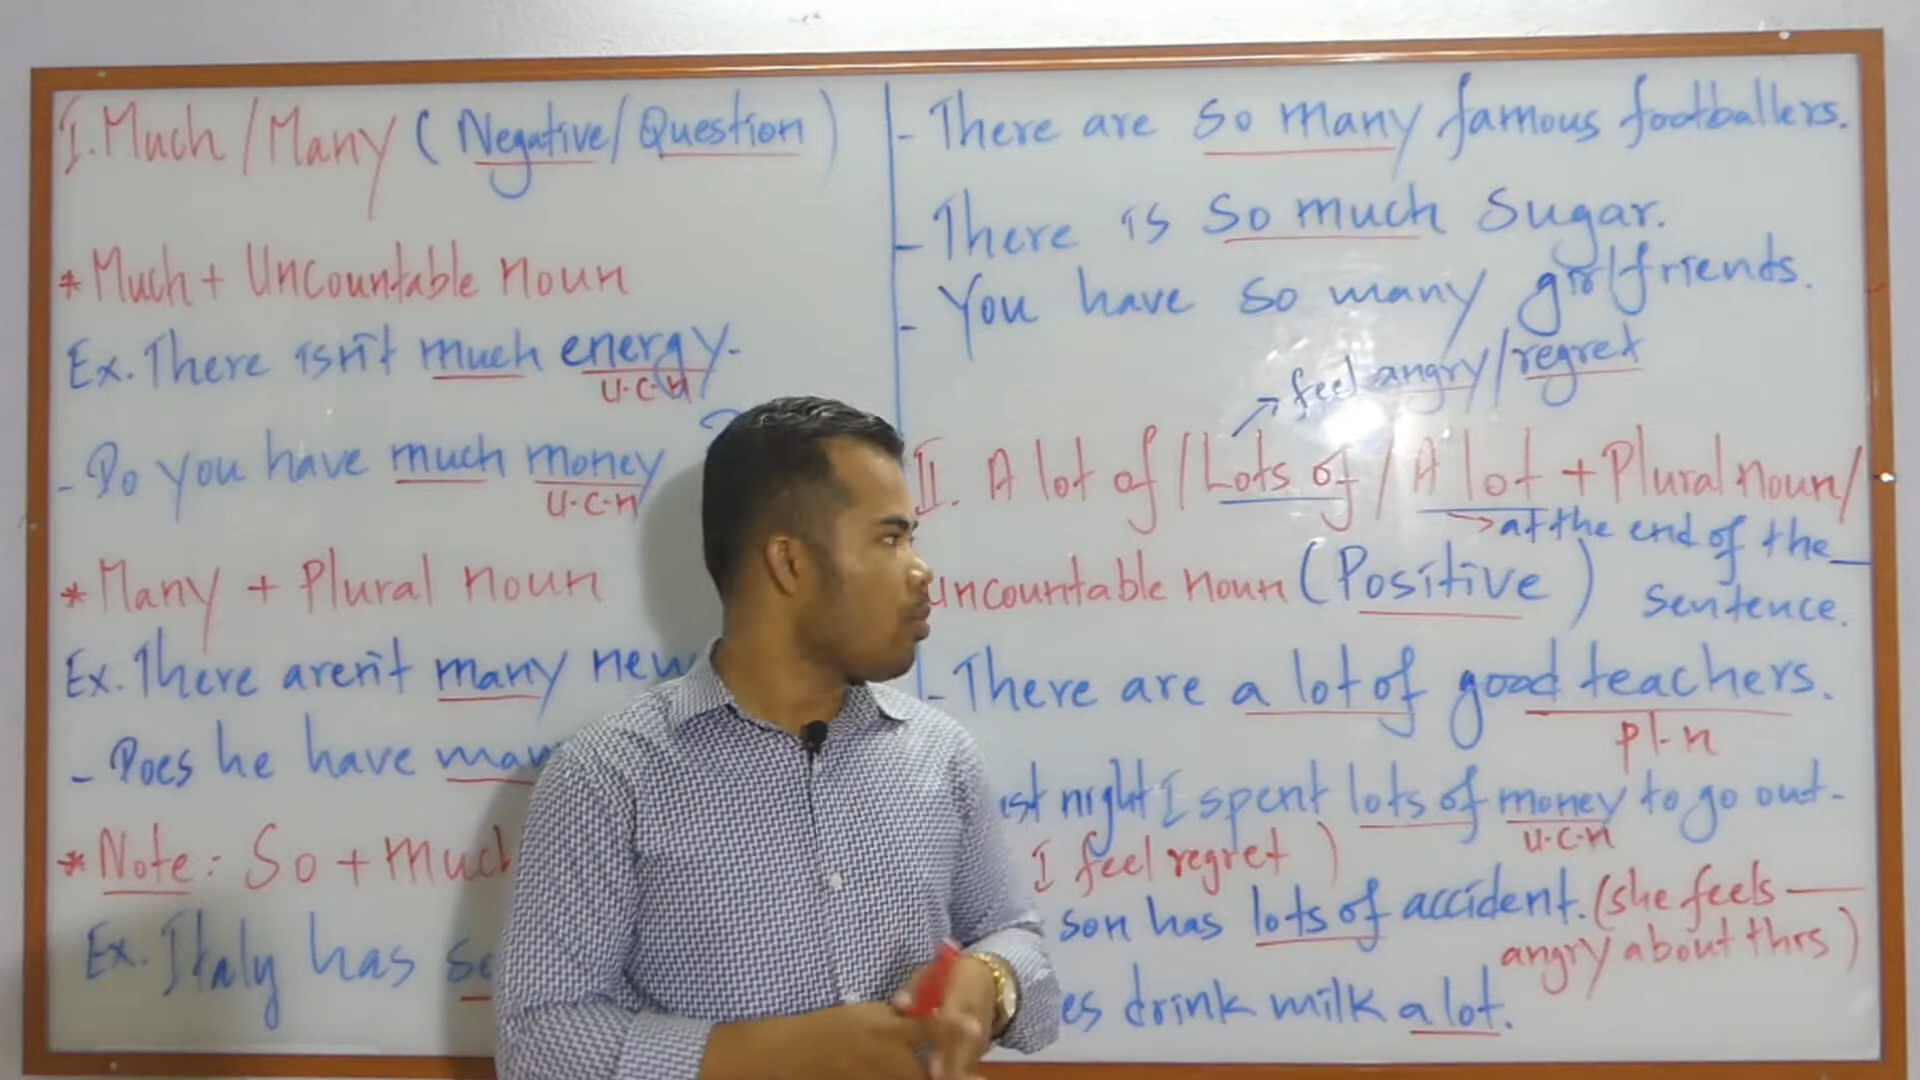 I. Much/Many (Negative/Question)
* Much + Uncountable noun
Ex. There isn't much energy.
u.c.n
- Do you have much money
u.c.n
* Many + Plural noun
Ex. There aren't many new
- Does he have
* Note: So + much
Ex. Italy has
- There are so many famous footballers.
- There is so much sugar.
- You have so many girlfriends.
→ feel angry/regret
II. A lot of / Lots of / A lot + Plural noun/
→ at the end of the
uncountable noun (Positive)
sentence.
- There are a lot of good teachers.
pl-n
night I spent lots of money to go out.
u.c.n
I feel regret)
son has lots of accident. (she feels
angry about this)
drink milk a lot.